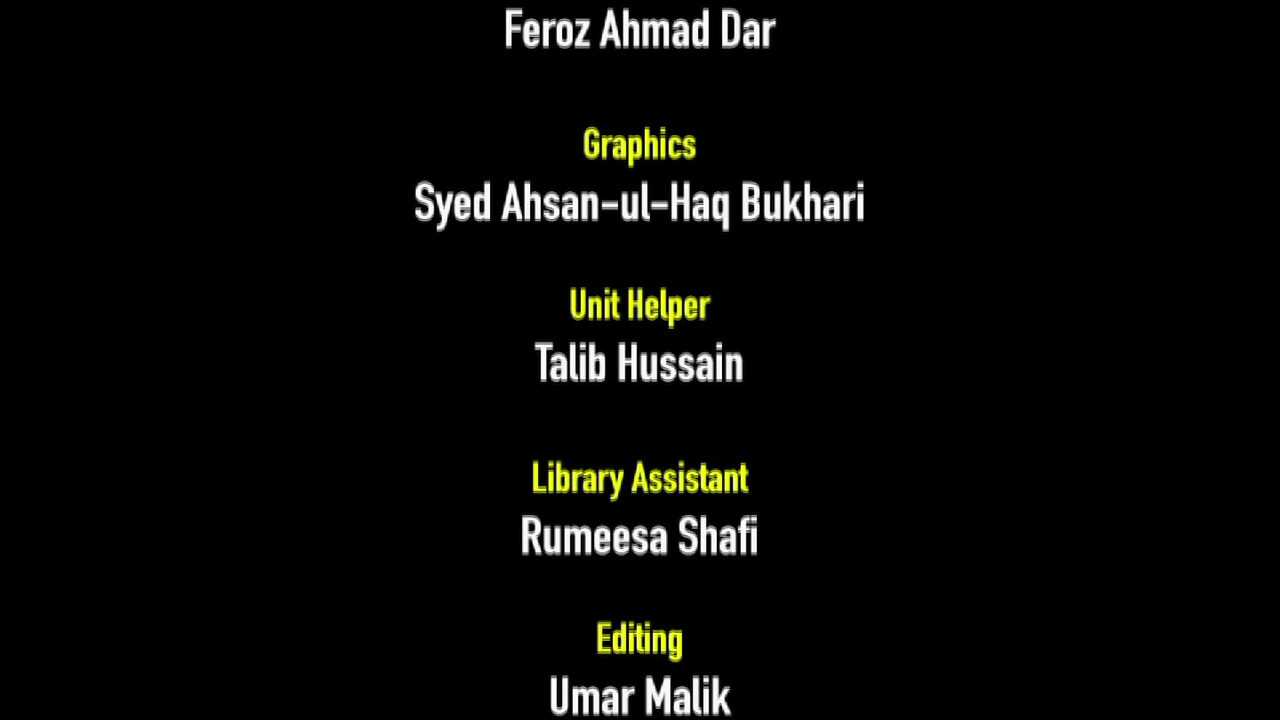 Feroz Ahmad Dar
Graphics
Syed Ahsan-ul-Haq Bukhari
Unit Helper
Talib Hussain
Library Assistant
Rumeesa Shafi
Editing
Umar Malik